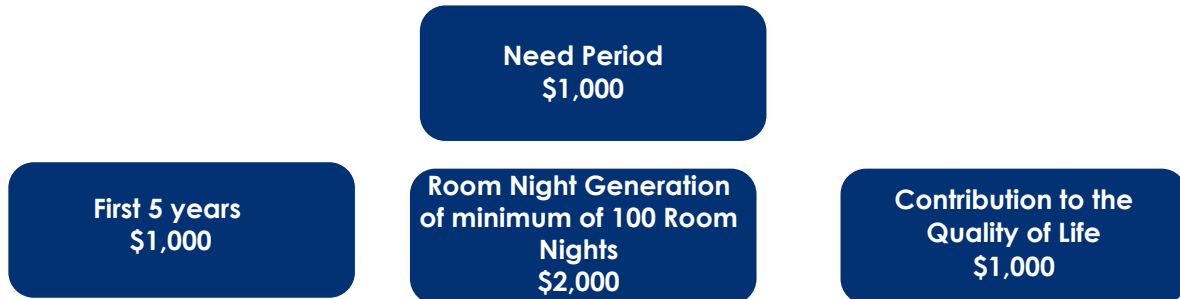 Need Period
$1,000
First 5 years
$1,000
Room Night Generation
of minimum of 100 Room
Nights
$2,000
Contribution to the
Quality of Life
$1,000